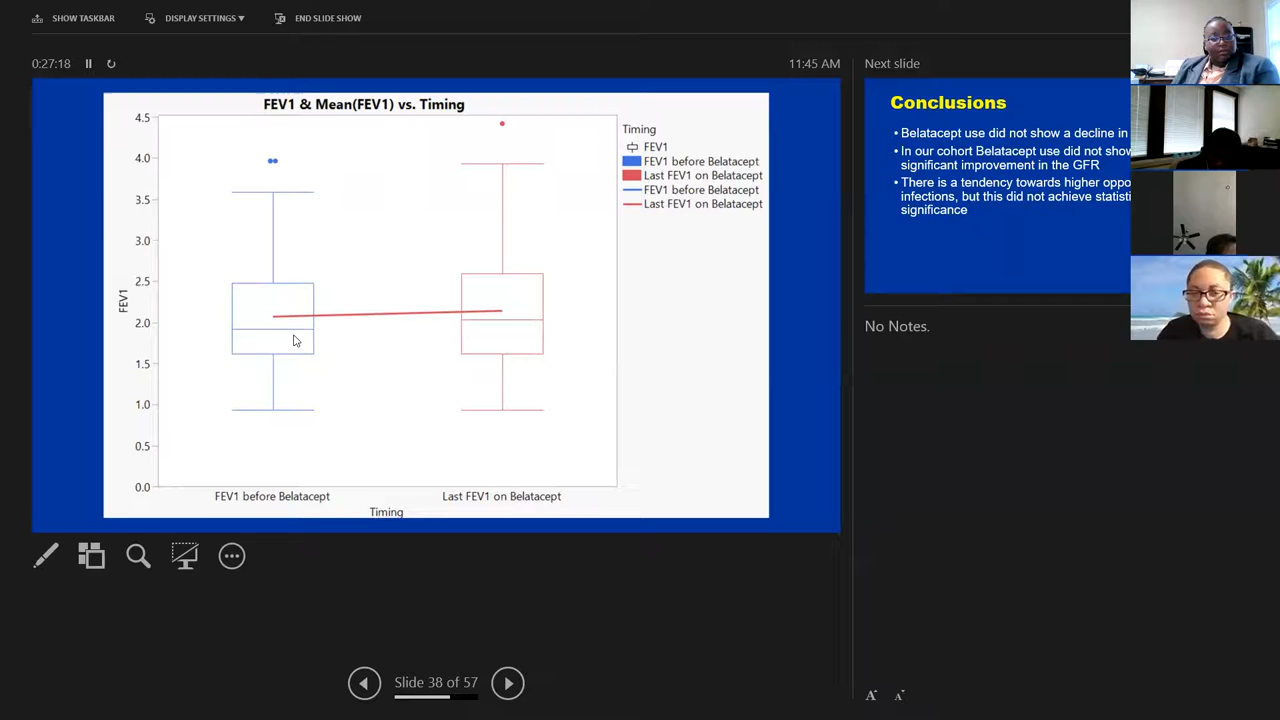 SHOW TASKBAR
DISPLAY SETTINGS ▼
END SLIDE SHOW
0:27:18
11:45 AM
FEV1 & Mean(FEV1) vs. Timing
4.5
4.0
3.5
3.0
2.5
2.0
1.5
1.0
0.5
0.0
FEV1
FEV1 before Belatacept
Last FEV1 on Belatacept
Timing
Timing
FEV1
FEV1 before Belatacept
Last FEV1 on Belatacept
FEV1 before Belatacept
Last FEV1 on Belatacept
Slide 38 of 57
Next slide
Conclusions
• Belatacept use did not show a decline in
• In our cohort Belatacept use did not show
significant improvement in the GFR
• There is a tendency towards higher oppo
infections, but this did not achieve statisti
significance
No Notes.
A
A